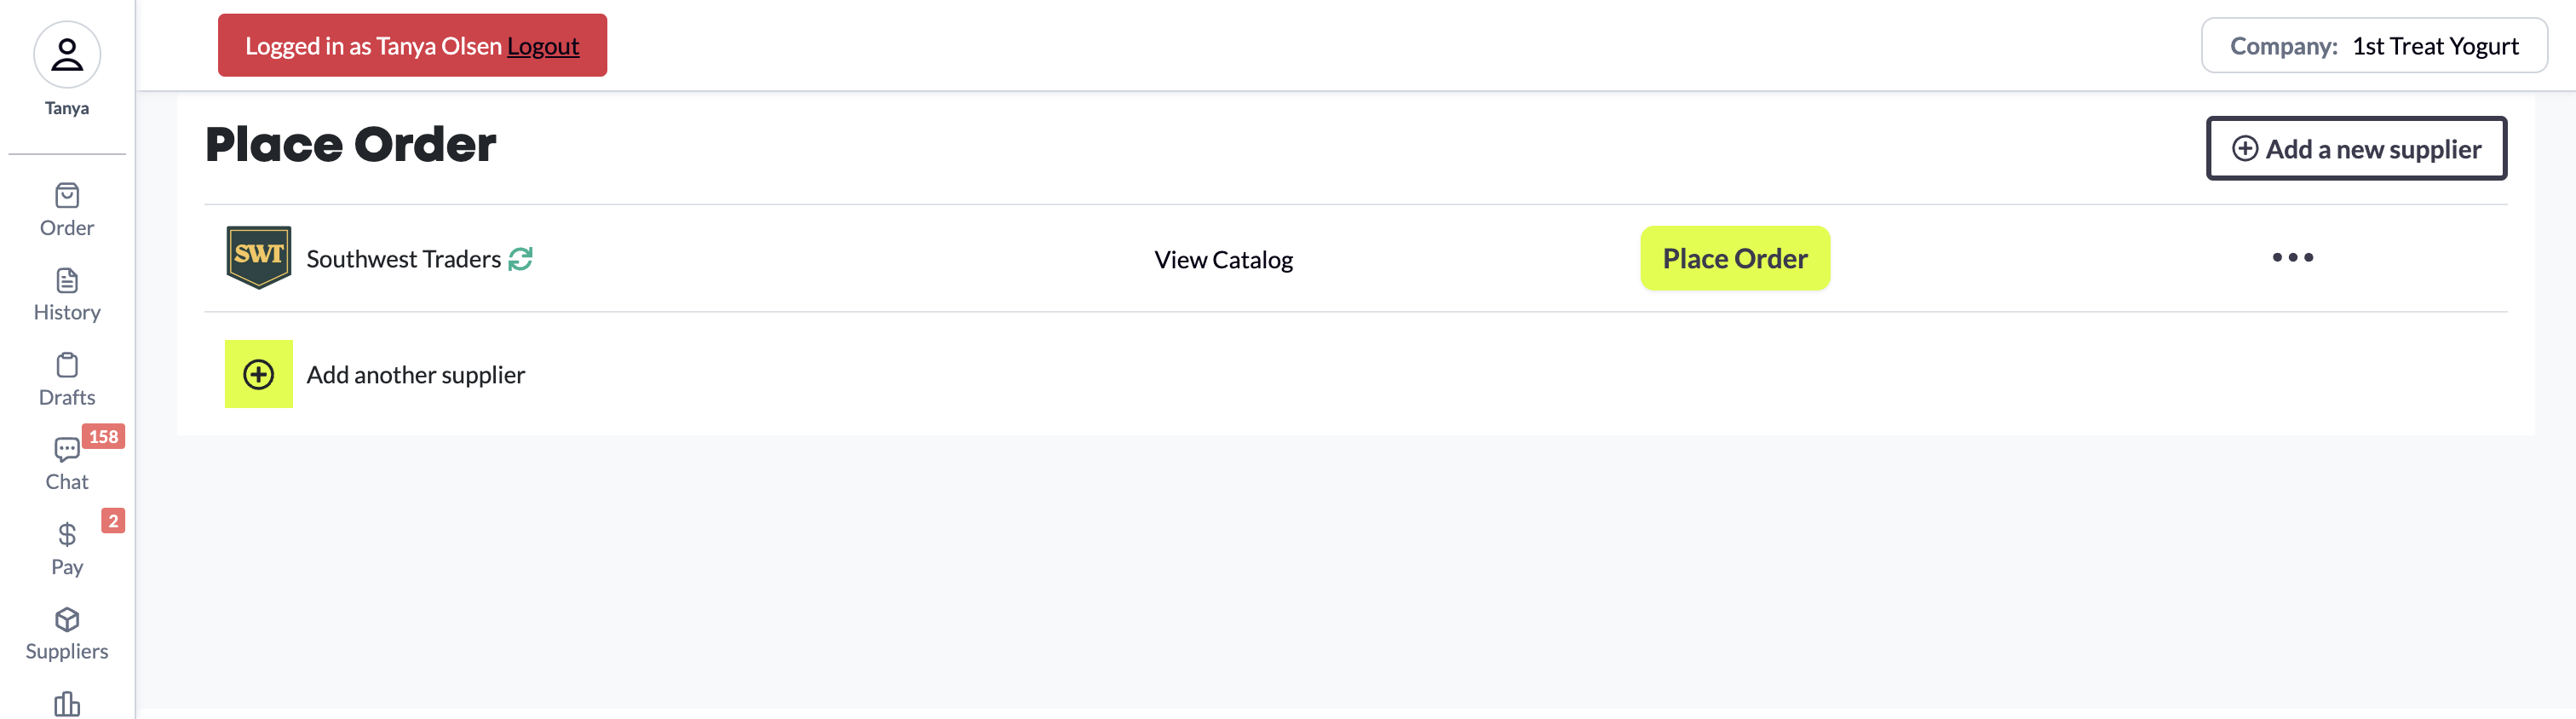 Tanya
Order
History
Drafts
158
Chat
2
Pay
Suppliers
Logged in as Tanya Olsen Logout
Company: 1st Treat Yogurt
Place Order
Add a new supplier
SWT
Southwest Traders
View Catalog
Place Order
Add another supplier